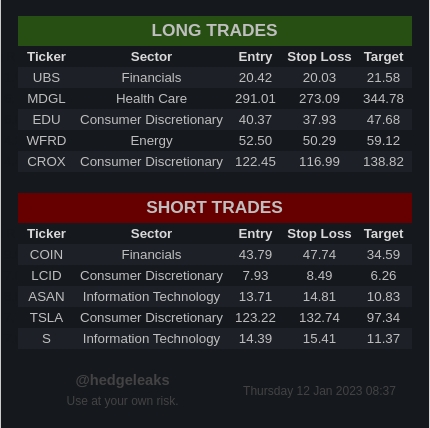 LONG TRADES
Ticker Sector Entry Stop Loss Target
UBS Financials 20.42 20.03 21.58
MDGL Health Care 291.01 273.09 344.78
EDU Consumer Discretionary 40.37 37.93 47.68
WFRD Energy 52.50 50.29 59.12
CROX Consumer Discretionary 122.45 116.99 138.82
SHORT TRADES
Ticker Sector Entry Stop Loss Target
COIN Financials 43.79 47.74 34.59
LCID Consumer Discretionary 7.93 8.49 6.26
ASAN Information Technology 13.71 14.81 10.83
TSLA Consumer Discretionary 123.22 132.74 97.34
S Information Technology 14.39 15.41 11.37
@hedgeleaks
Use at your own risk.
Thursday 12 Jan 2023 08:37